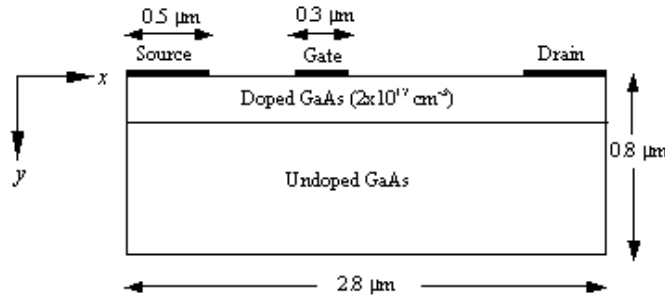 0.5 μm 0.3 μm
Source Gate Drain
x
Doped GaAs (2x10¹⁷ cm⁻³)
0.8 μm
y
Undoped GaAs
2.8 μm